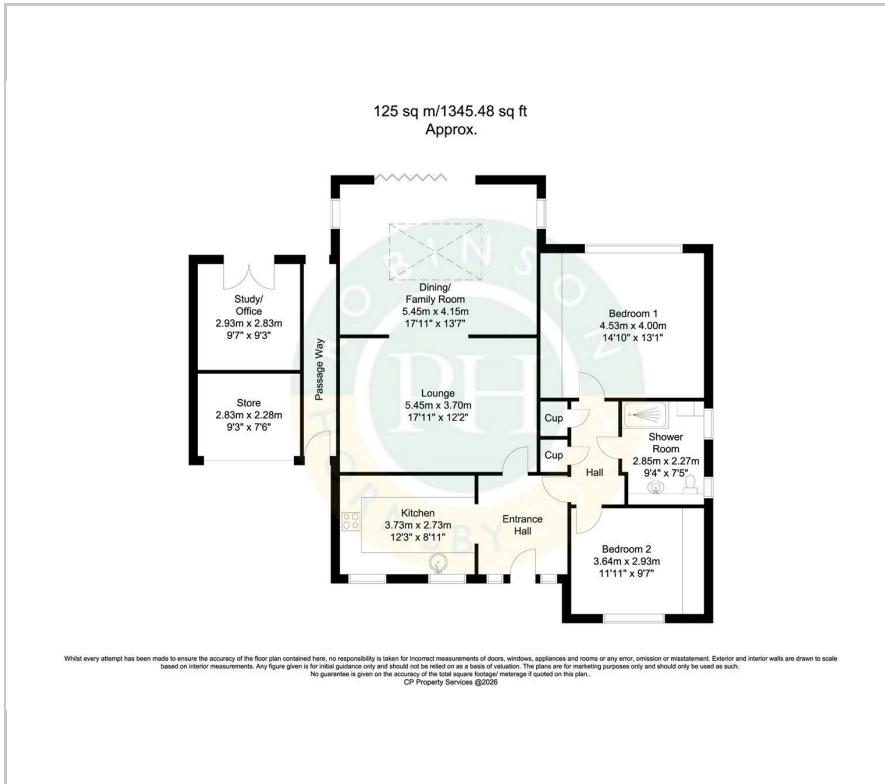 125 sq m/1345.48 sq ft
Approx.
Dining/
Family Room
5.45m x 4.15m
17'11" x 13'7"
Study/
Office
2.93m x 2.83m
9'7" x 9'3"
Bedroom 1
4.53m x 4.00m
14'10" x 13'1"
Passage Way
Lounge
5.45m x 3.70m
17'11" x 12'2"
Store
2.83m x 2.28m
9'3" x 7'6"
Cup
Cup
Hall
Shower
Room
2.85m x 2.27m
9'4" x 7'5"
Kitchen
3.73m x 2.73m
12'3" x 8'11"
Entrance
Hall
Bedroom 2
3.64m x 2.93m
11'11" x 9'7"
ROBINSON
PH
HORNSBY
Whilst every attempt has been made to ensure the accuracy of the floor plan contained here, no responsibility is taken for incorrect measurements of doors, windows, appliances and rooms or any error, omission or misstatement. Exterior and interior walls are drawn to scale
based on interior measurements. Any figure given is for initial guidance only and should not be relied on as a basis of valuation. The plans are for marketing purposes only and should only be used as such.
No guarantee is given on the accuracy of the total square footage/ meterage if quoted on this plan..
CP Property Services @2026